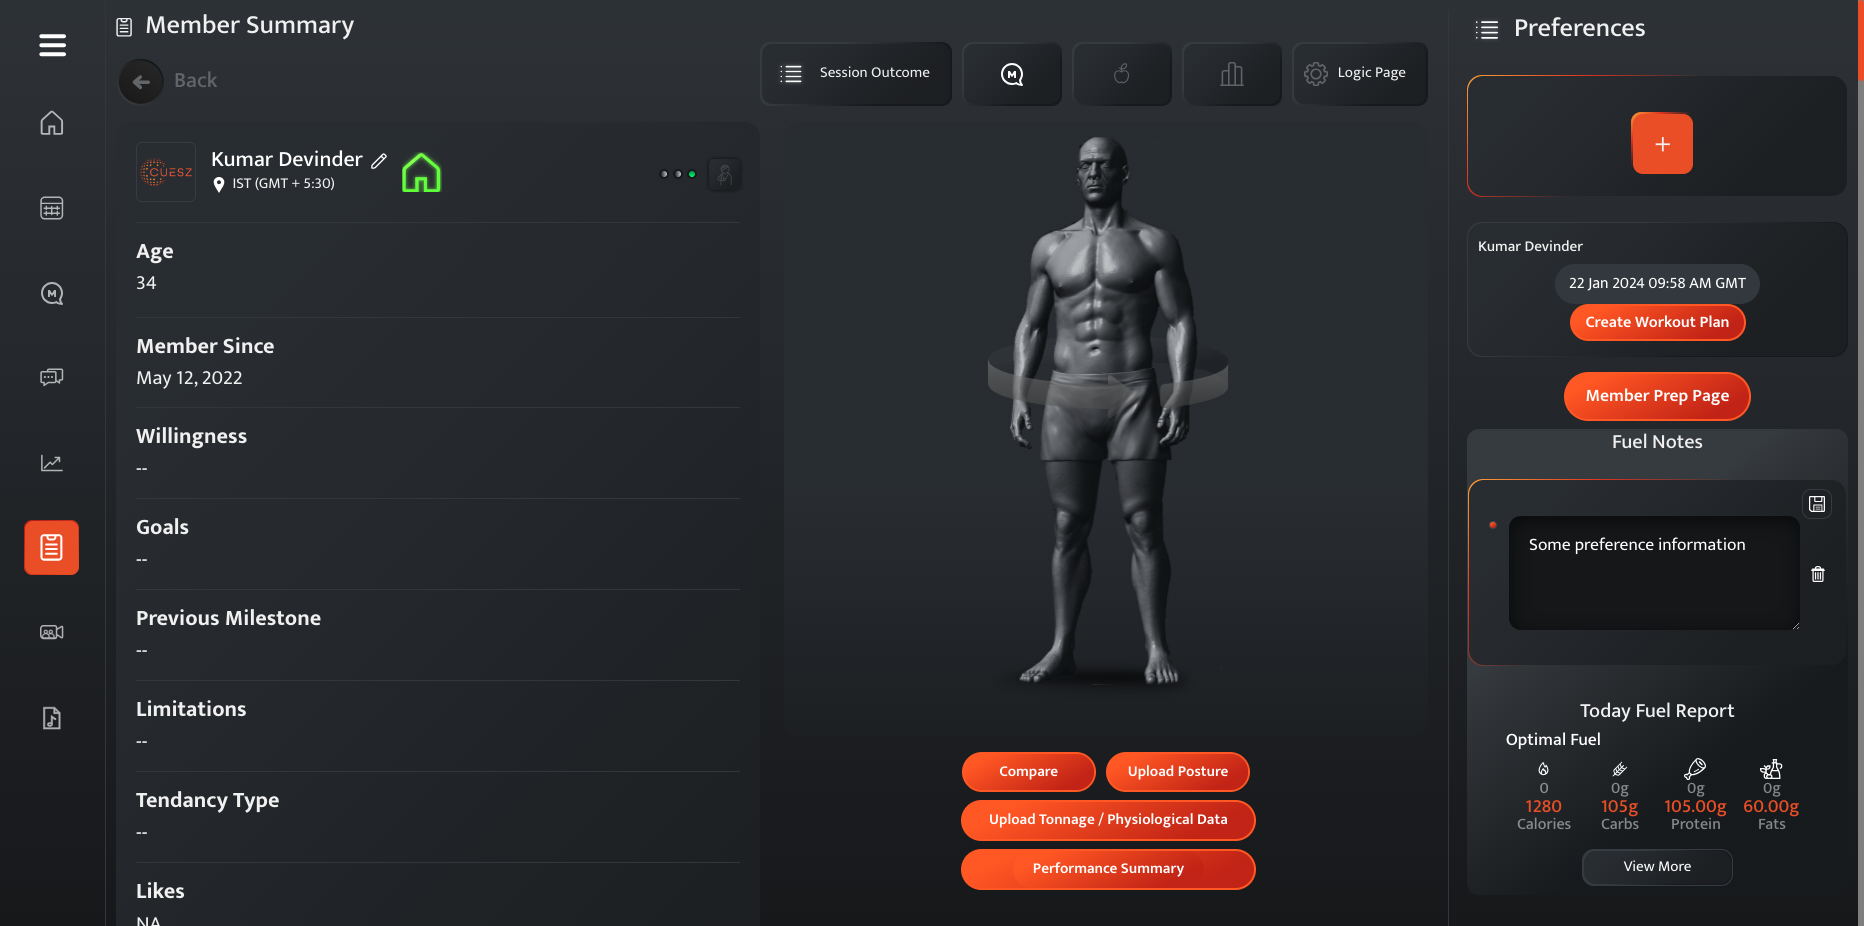 Member Summary
Back
Session Outcome
M
Logic Page
CUESZ
Kumar Devinder
IST (GMT + 5:30)
Age
34
Member Since
May 12, 2022
Willingness
--
Goals
--
Previous Milestone
--
Limitations
--
Tendancy Type
--
Likes
NA
Compare
Upload Posture
Upload Tonnage / Physiological Data
Performance Summary
Preferences
+
Kumar Devinder
22 Jan 2024 09:58 AM GMT
Create Workout Plan
Member Prep Page
Fuel Notes
Some preference information
Today Fuel Report
Optimal Fuel
0 0g 0g 0g
1280 105g 105.00g 60.00g
Calories Carbs Protein Fats
View More